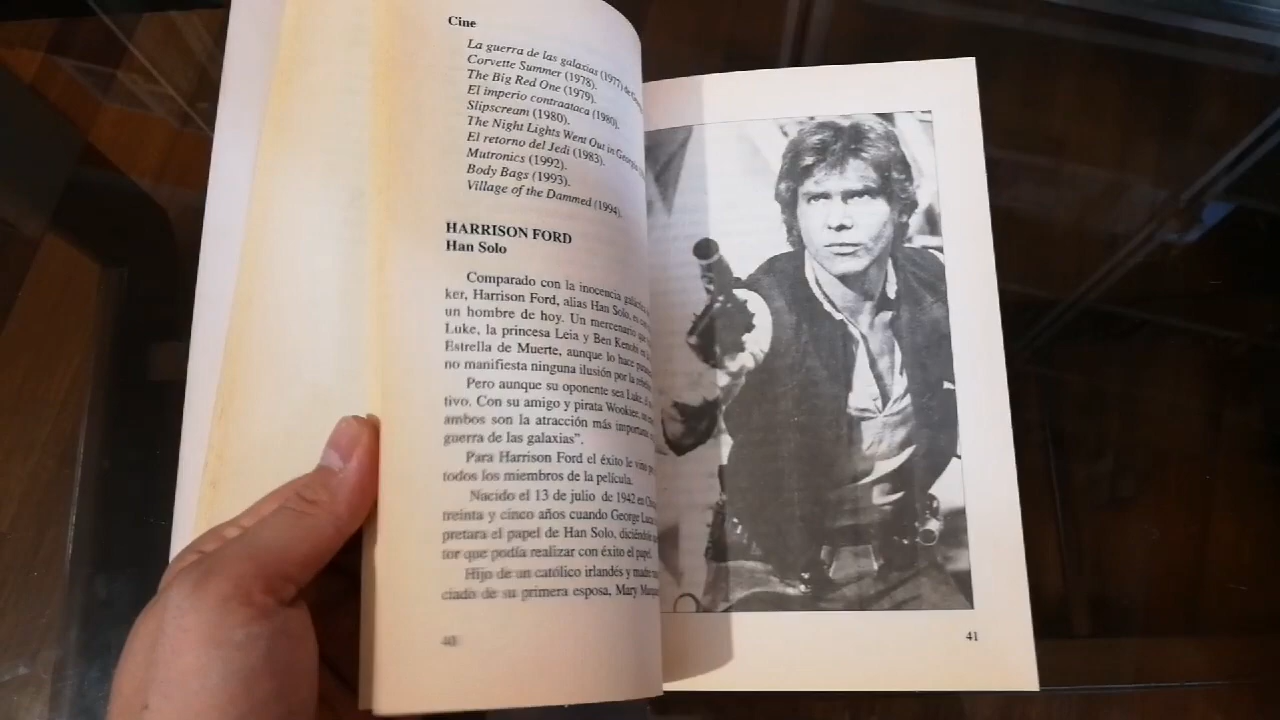 Cine
La guerra de las galaxias (1977) de
Corvette Summer (1978).
The Big Red One (1979).
El imperio contraataca (1980).
Slipscream (1980).
The Night Lights Went Out in Georgia
El retorno del Jedi (1983).
Mutronics (1992).
Body Bags (1993).
Village of the Damned (1994).
HARRISON FORD
Han Solo
Comparado con la inocencia
ker, Harrison Ford, alias Han Solo, es
un hombre de hoy. Un mercenario que
Luke, la princesa Leia y Ben Kenobi
Estrella de Muerte, aunque lo hace
no manifiesta ninguna ilusión por la
Pero aunque su oponente sea Luke,
tivo. Con su amigo y pirata Wookiee,
ambos son la atracción más importante
guerra de las galaxias”.
Para Harrison Ford el éxito le vino
todos los miembros de la película.
Nacido el 13 de julio de 1942 en
treinta y cinco años cuando George
pretara el papel de Han Solo, diciéndole
tor que podía realizar con éxito el papel.
Hijo de un católico irlandés y madre
ciado de su primera esposa, Mary
40
41